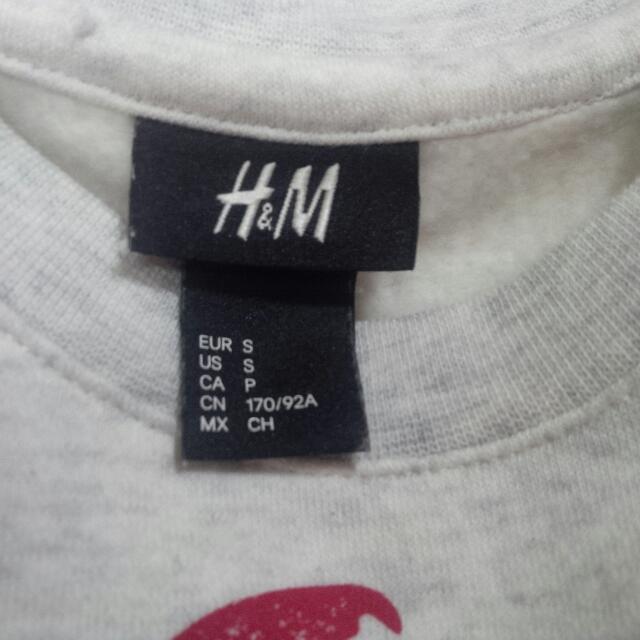 H&M
EUR S
US S
CA P
CN 170/92A
MX CH